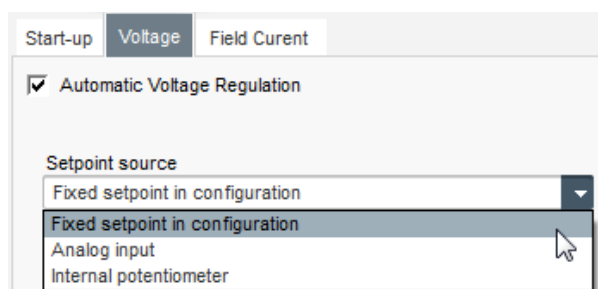 Start-up Voltage Field Curent
Automatic Voltage Regulation
Setpoint source
Fixed setpoint in configuration
Fixed setpoint in configuration
Analog input
Internal potentiometer